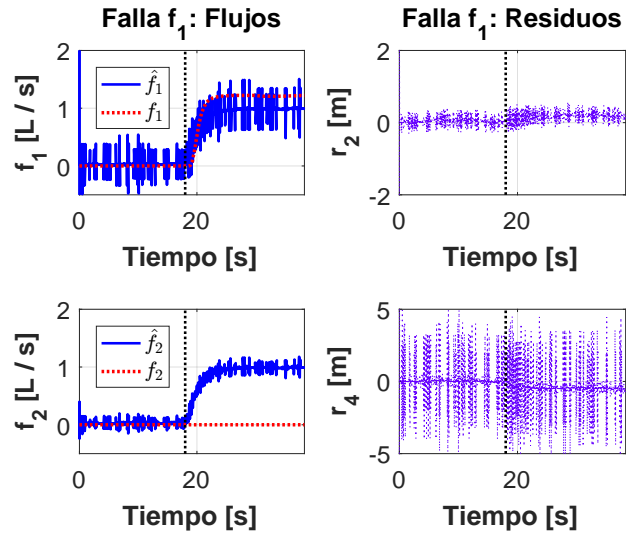 Falla f₁: Flujos
f₁ [L / s]
2
1
0
f̂₁
f₁
0
20
Tiempo [s]
Falla f₁: Residuos
r₂ [m]
2
0
-2
0
20
Tiempo [s]
f₂ [L / s]
2
1
0
f̂₂
f₂
0
20
Tiempo [s]
r₄ [m]
5
0
-5
0
20
Tiempo [s]